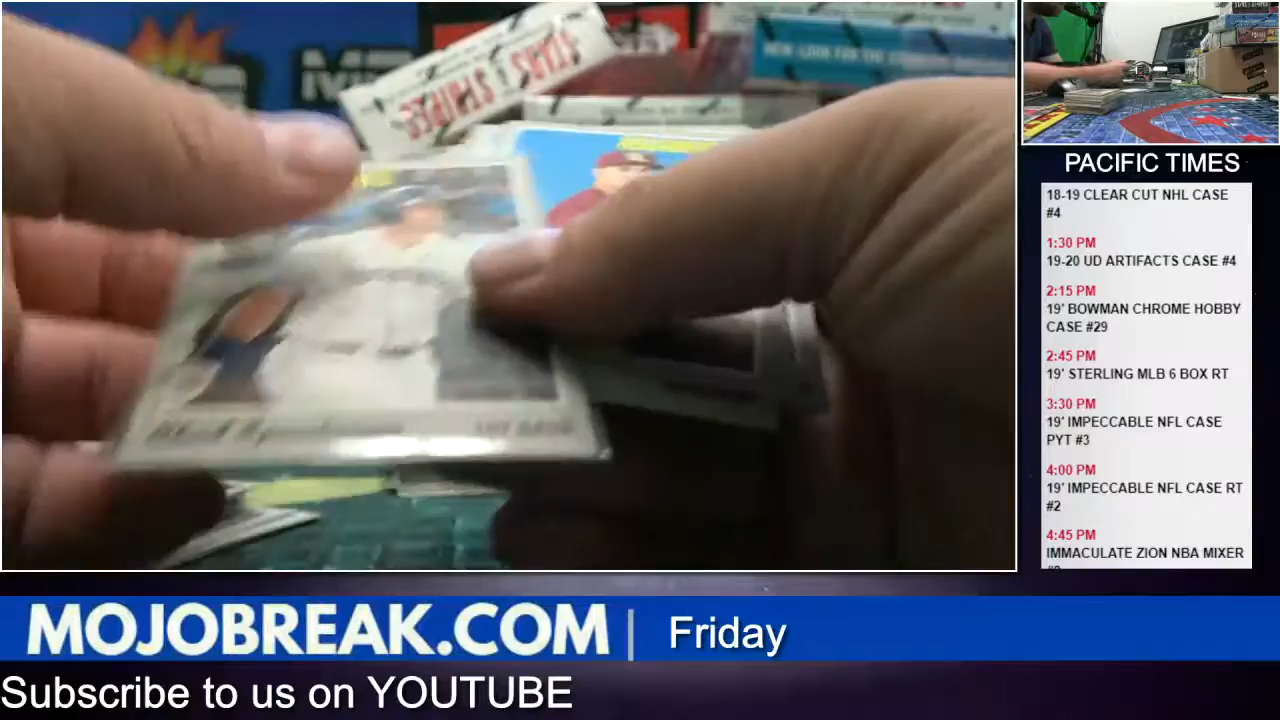 STARS & STRIPES
PACIFIC TIMES
18-19 CLEAR CUT NHL CASE
#4
1:30 PM
19-20 UD ARTIFACTS CASE #4
2:15 PM
19' BOWMAN CHROME HOBBY
CASE #29
2:45 PM
19' STERLING MLB 6 BOX RT
3:30 PM
19' IMPECCABLE NFL CASE
PYT #3
4:00 PM
19' IMPECCABLE NFL CASE RT
#2
4:45 PM
IMMACULATE ZION NBA MIXER
MOJOBREAK.COM | Friday
Subscribe to us on YOUTUBE